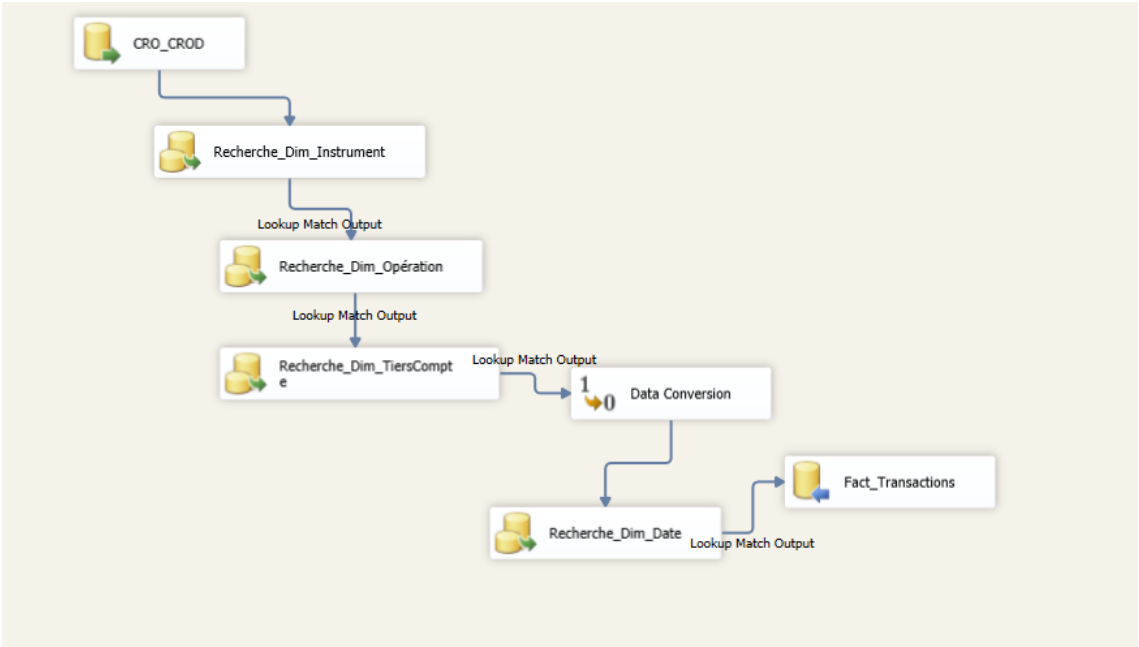 CRO_CROD
Recherche_Dim_Instrument
Lookup Match Output
Recherche_Dim_Opération
Lookup Match Output
Recherche_Dim_TiersCompt
e
Lookup Match Output
1
0
Data Conversion
Fact_Transactions
Recherche_Dim_Date
Lookup Match Output